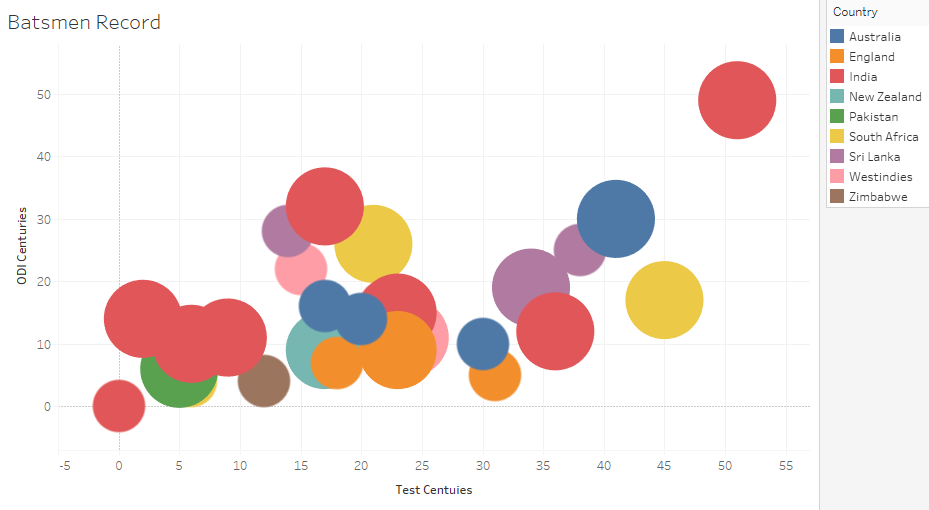 Batsmen Record
Country
Australia
England
India
New Zealand
Pakistan
South Africa
Sri Lanka
Westindies
Zimbabwe
ODI Centuries
50
40
30
20
10
0
-5 0 5 10 15 20 25 30 35 40 45 50 55
Test Centuies